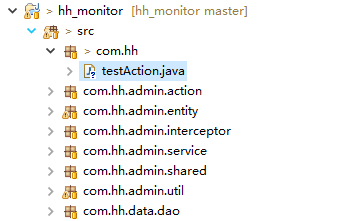 > hh_monitor [hh_monitor master]
src
> com.hh
testAction.java
com.hh.admin.action
com.hh.admin.entity
com.hh.admin.interceptor
com.hh.admin.service
com.hh.admin.shared
com.hh.admin.util
com.hh.data.dao